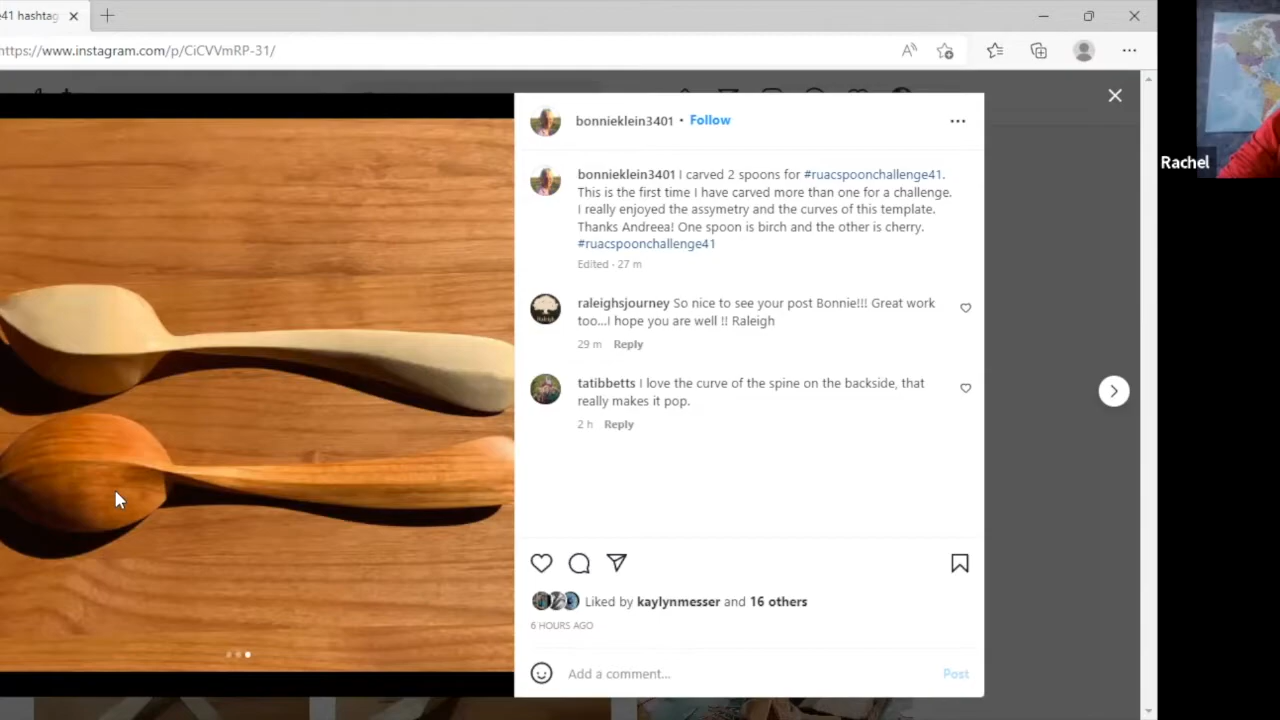 e41 hashtag
https://www.instagram.com/p/CiCVVmRP-31/
Rachel
bonnieklein3401 • Follow
bonnieklein3401 I carved 2 spoons for #ruacspoonchallenge41.
This is the first time I have carved more than one for a challenge.
I really enjoyed the assymetry and the curves of this template.
Thanks Andreea! One spoon is birch and the other is cherry.
#ruacspoonchallenge41
Edited · 27 m
raleighsjourney So nice to see your post Bonnie!!! Great work
too...I hope you are well !! Raleigh
29 m Reply
tatibbetts I love the curve of the spine on the backside, that
really makes it pop.
2 h Reply
Liked by kaylynmesser and 16 others
6 HOURS AGO
Add a comment... Post